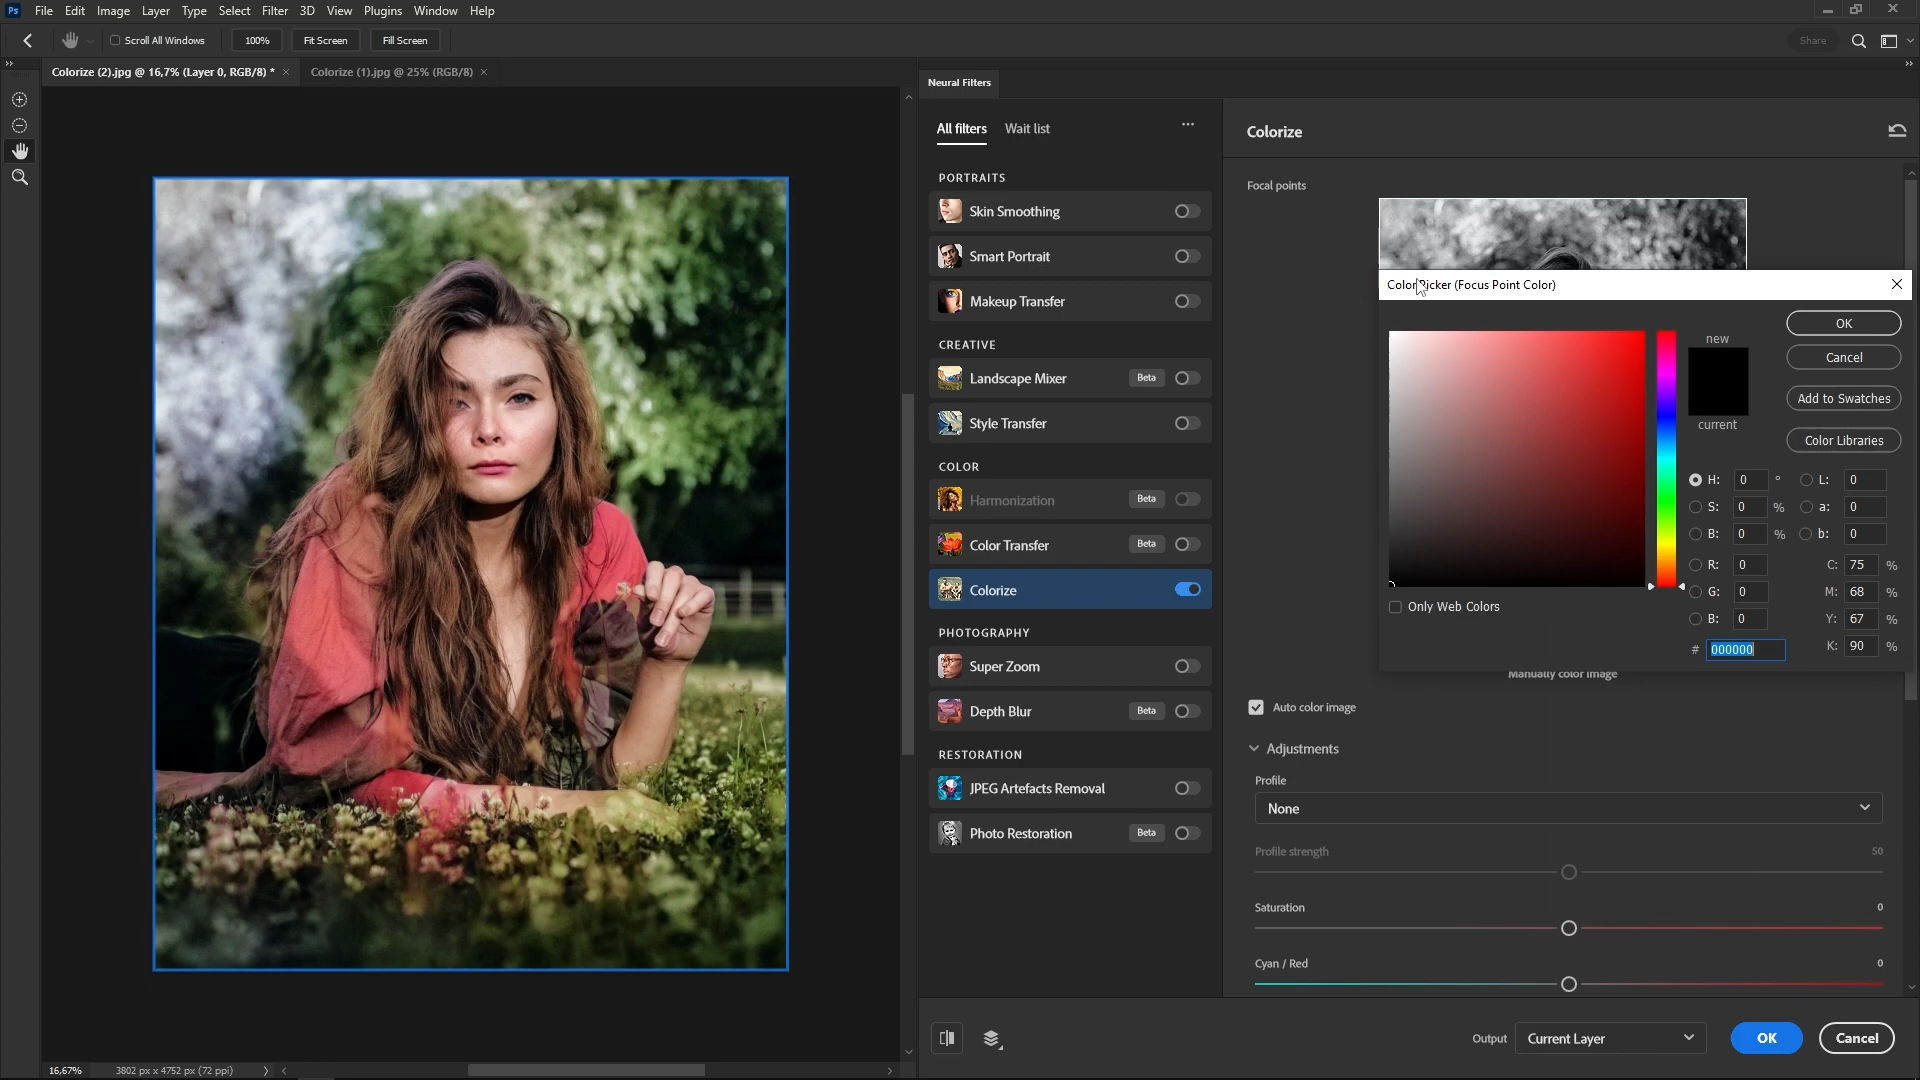 Ps File Edit Image Layer Type Select Filter 3D View Plugins Window Help
Scroll All Windows 100% Fit Screen Fill Screen Share
Colorize (2).jpg @ 16,7% (Layer 0, RGB/8) * × Colorize (1).jpg @ 25% (RGB/8) ×
Neural Filters
All filters Wait list ...
PORTRAITS
Skin Smoothing
Smart Portrait
Makeup Transfer
CREATIVE
Landscape Mixer Beta
Style Transfer
COLOR
Harmonization Beta
Color Transfer Beta
Colorize
PHOTOGRAPHY
Super Zoom
Depth Blur Beta
RESTORATION
JPEG Artefacts Removal
Photo Restoration Beta
Colorize
Focal points
Color Picker (Focus Point Color)
new
current
OK
Cancel
Add to Swatches
Color Libraries
H: 0 ° L: 0
S: 0 % a: 0
B: 0 % b: 0
R: 0 C: 75 %
G: 0 M: 68 %
B: 0 Y: 67 %
# 000000 K: 90 %
Only Web Colors
Manually color image
Auto color image
Adjustments
Profile
None
Profile strength 50
Saturation 0
Cyan / Red 0
Output Current Layer OK Cancel
16,67% 3802 px x 4752 px (72 ppi)